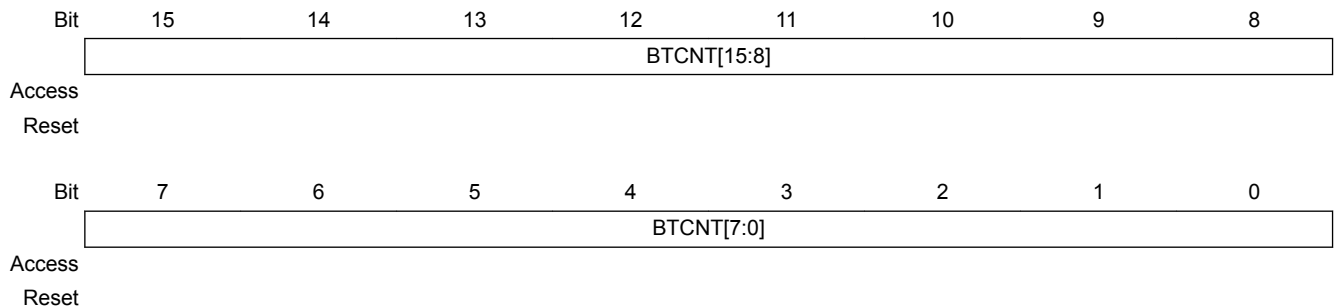 Bit 15 14 13 12 11 10 9 8
BTCNT[15:8]
Access
Reset
Bit 7 6 5 4 3 2 1 0
BTCNT[7:0]
Access
Reset